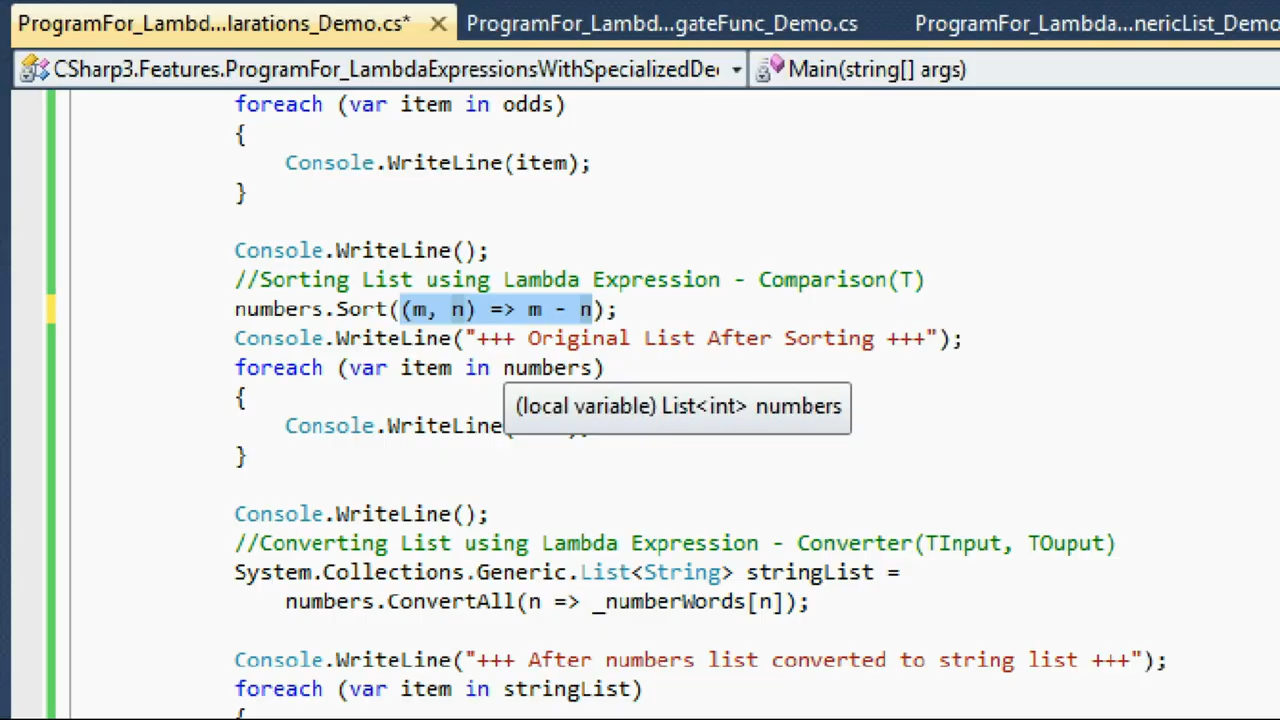 ProgramFor_Lambd...larations_Demo.cs* ProgramFor_Lambd...gateFunc_Demo.cs ProgramFor_Lambda...nericList_Demo
CSharp3.Features.ProgramFor_LambdaExpressionsWithSpecializedDe Main(string[] args)
foreach (var item in odds)
{
Console.WriteLine(item);
}
Console.WriteLine();
//Sorting List using Lambda Expression - Comparison(T)
numbers.Sort((m, n) => m - n);
Console.WriteLine("+++ Original List After Sorting +++");
foreach (var item in numbers)
{
(local variable) List<int> numbers
Console.WriteLine
}
Console.WriteLine();
//Converting List using Lambda Expression - Converter(TInput, TOuput)
System.Collections.Generic.List<String> stringList =
numbers.ConvertAll(n => _numberWords[n]);
Console.WriteLine("+++ After numbers list converted to string list +++");
foreach (var item in stringList)
{